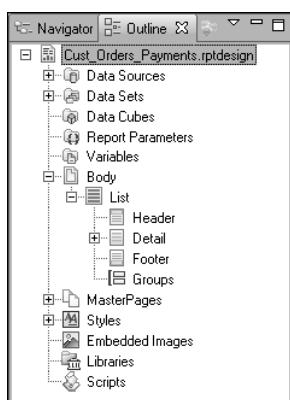 Navigator Outline
Cust_Orders_Payments.rptdesign
Data Sources
Data Sets
Data Cubes
Report Parameters
Variables
Body
List
Header
Detail
Footer
Groups
MasterPages
Styles
Embedded Images
Libraries
Scripts